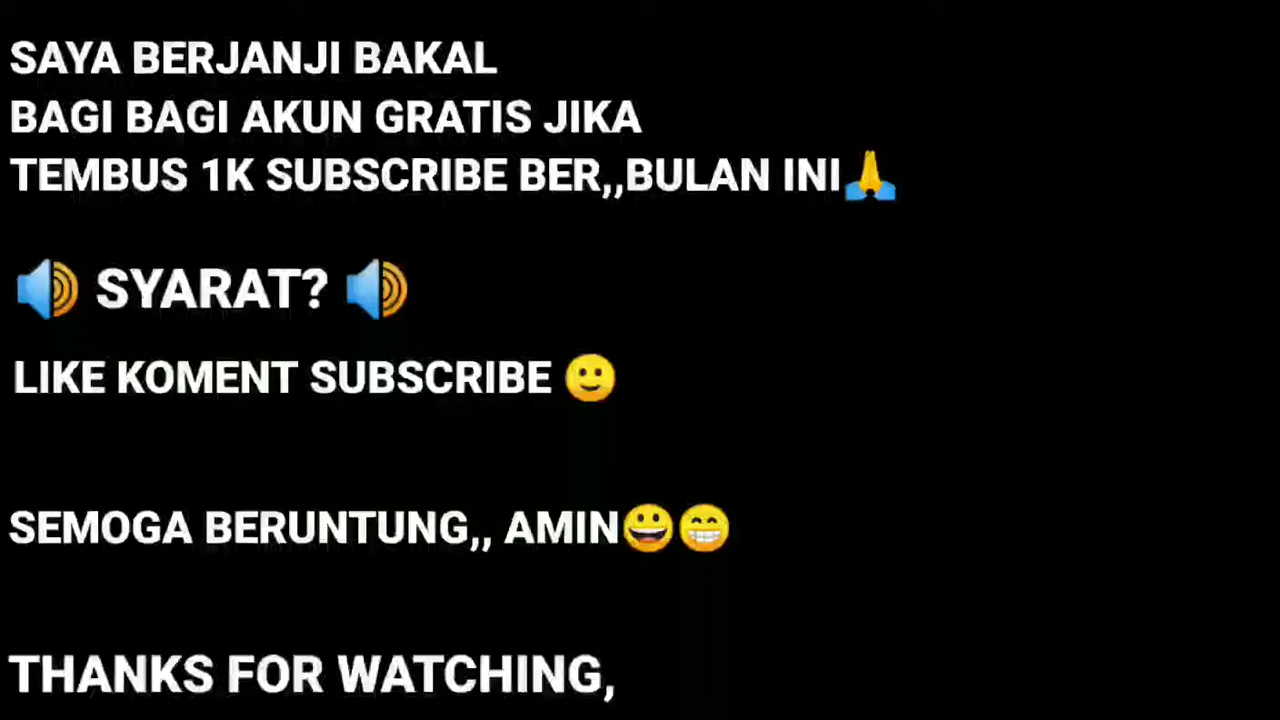 SAYA BERJANJI BAKAL
BAGI BAGI AKUN GRATIS JIKA
TEMBUS 1K SUBSCRIBE BER,,BULAN INI🙏
🔊 SYARAT? 🔊
LIKE KOMENT SUBSCRIBE 🙂
SEMOGA BERUNTUNG,, AMIN😀😁
THANKS FOR WATCHING,